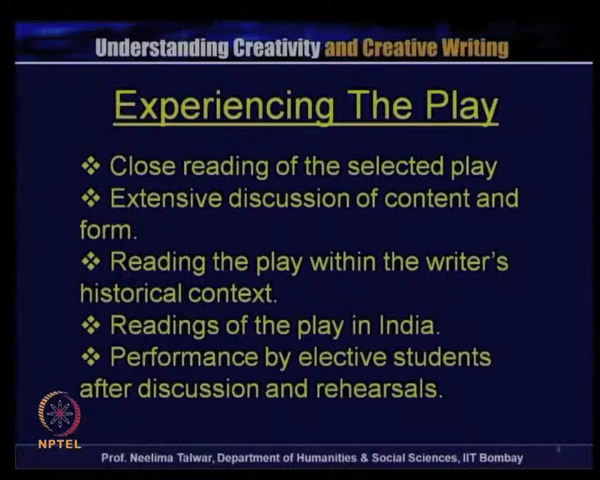 Understanding Creativity and Creative Writing
Experiencing The Play
❖ Close reading of the selected play
❖ Extensive discussion of content and
form.
❖ Reading the play within the writer's
historical context.
❖ Readings of the play in India.
❖ Performance by elective students
after discussion and rehearsals.
NPTEL
Prof. Neelima Talwar, Department of Humanities & Social Sciences, IIT Bombay
4